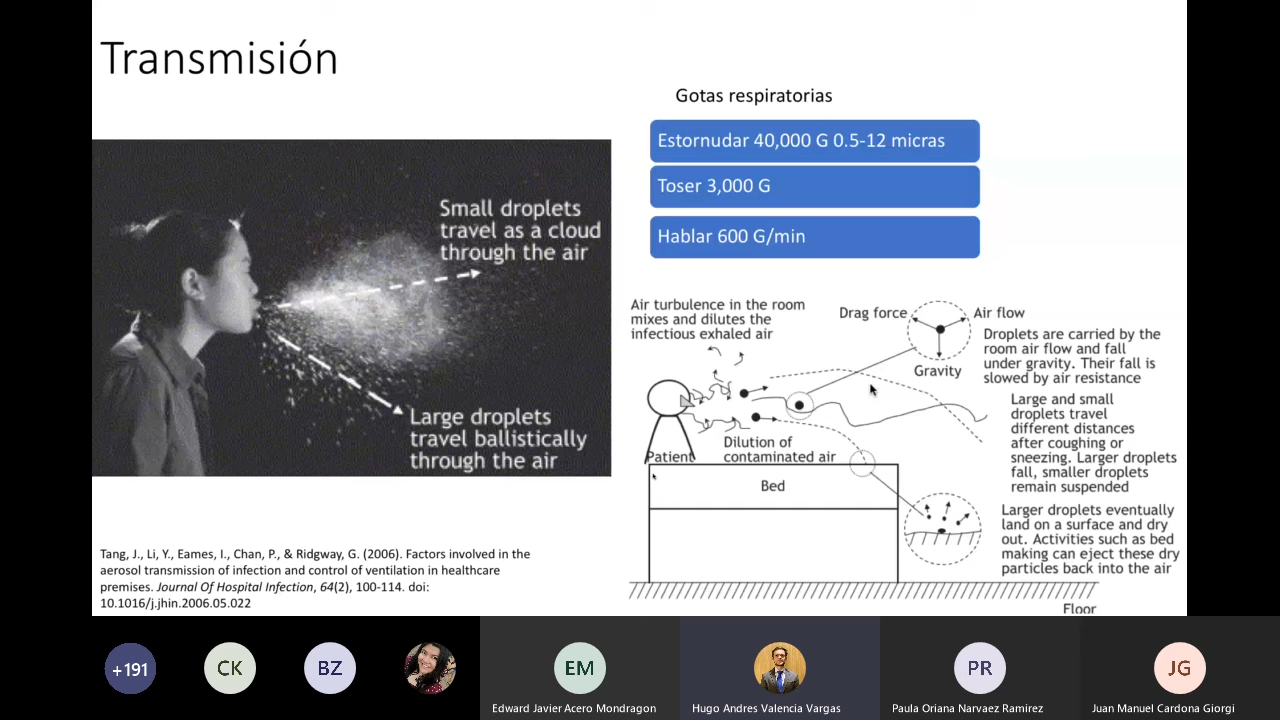 Transmisión
Gotas respiratorias
Estornudar 40,000 G 0.5-12 micras
Toser 3,000 G
Hablar 600 G/min
Small droplets
travel as a cloud
through the air
Large droplets
travel ballistically
through the air
Air turbulence in the room
mixes and dilutes the
infectious exhaled air
Drag force
Air flow
Gravity
Droplets are carried by the
room air flow and fall
under gravity. Their fall is
slowed by air resistance
Large and small
droplets travel
different distances
after coughing or
sneezing. Larger droplets
fall, smaller droplets
remain suspended
Patient
Dilution of
contaminated air
Bed
Larger droplets eventually
land on a surface and dry
out. Activities such as bed
making can eject these dry
particles back into the air
Floor
Tang, J., Li, Y., Eames, I., Chan, P., & Ridgway, G. (2006). Factors involved in the
aerosol transmission of infection and control of ventilation in healthcare
premises. Journal Of Hospital Infection, 64(2), 100-114. doi:
10.1016/j.jhin.2006.05.022
+191
CK
BZ
EM
PR
JG
Edward Javier Acero Mondragon
Hugo Andres Valencia Vargas
Paula Oriana Narvaez Ramirez
Juan Manuel Cardona Giorgi